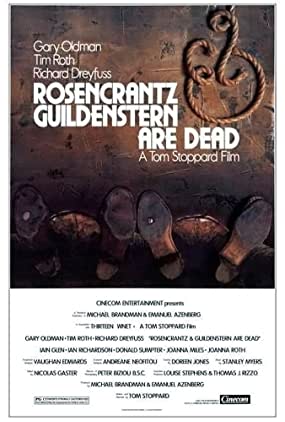 Gary Oldman
Tim Roth
Richard Dreyfuss
ROSENCRANTZ
GUILDENSTERN
ARE DEAD
A Tom Stoppard Film
CINECOM ENTERTAINMENT presents
MICHAEL BRANDMAN & EMANUEL AZENBERG
THIRTEEN WNET A TOM STOPPARD Film
GARY OLDMAN • TIM ROTH • RICHARD DREYFUSS "ROSENCRANTZ & GUILDENSTERN ARE DEAD"
IAIN GLEN • IAN RICHARDSON • DONALD SUMPTER • JOANNA MILES • JOANNA ROTH
VAUGHAN EDWARDS ANDREANE NEOFITOU DOREEN JONES STANLEY MYERS
NICOLAS GASTER PETER BIZIOU B.S.C. LOUISE STEPHENS & THOMAS J. RIZZO
MICHAEL BRANDMAN & EMANUEL AZENBERG
TOM STOPPARD
PG
Cinecom